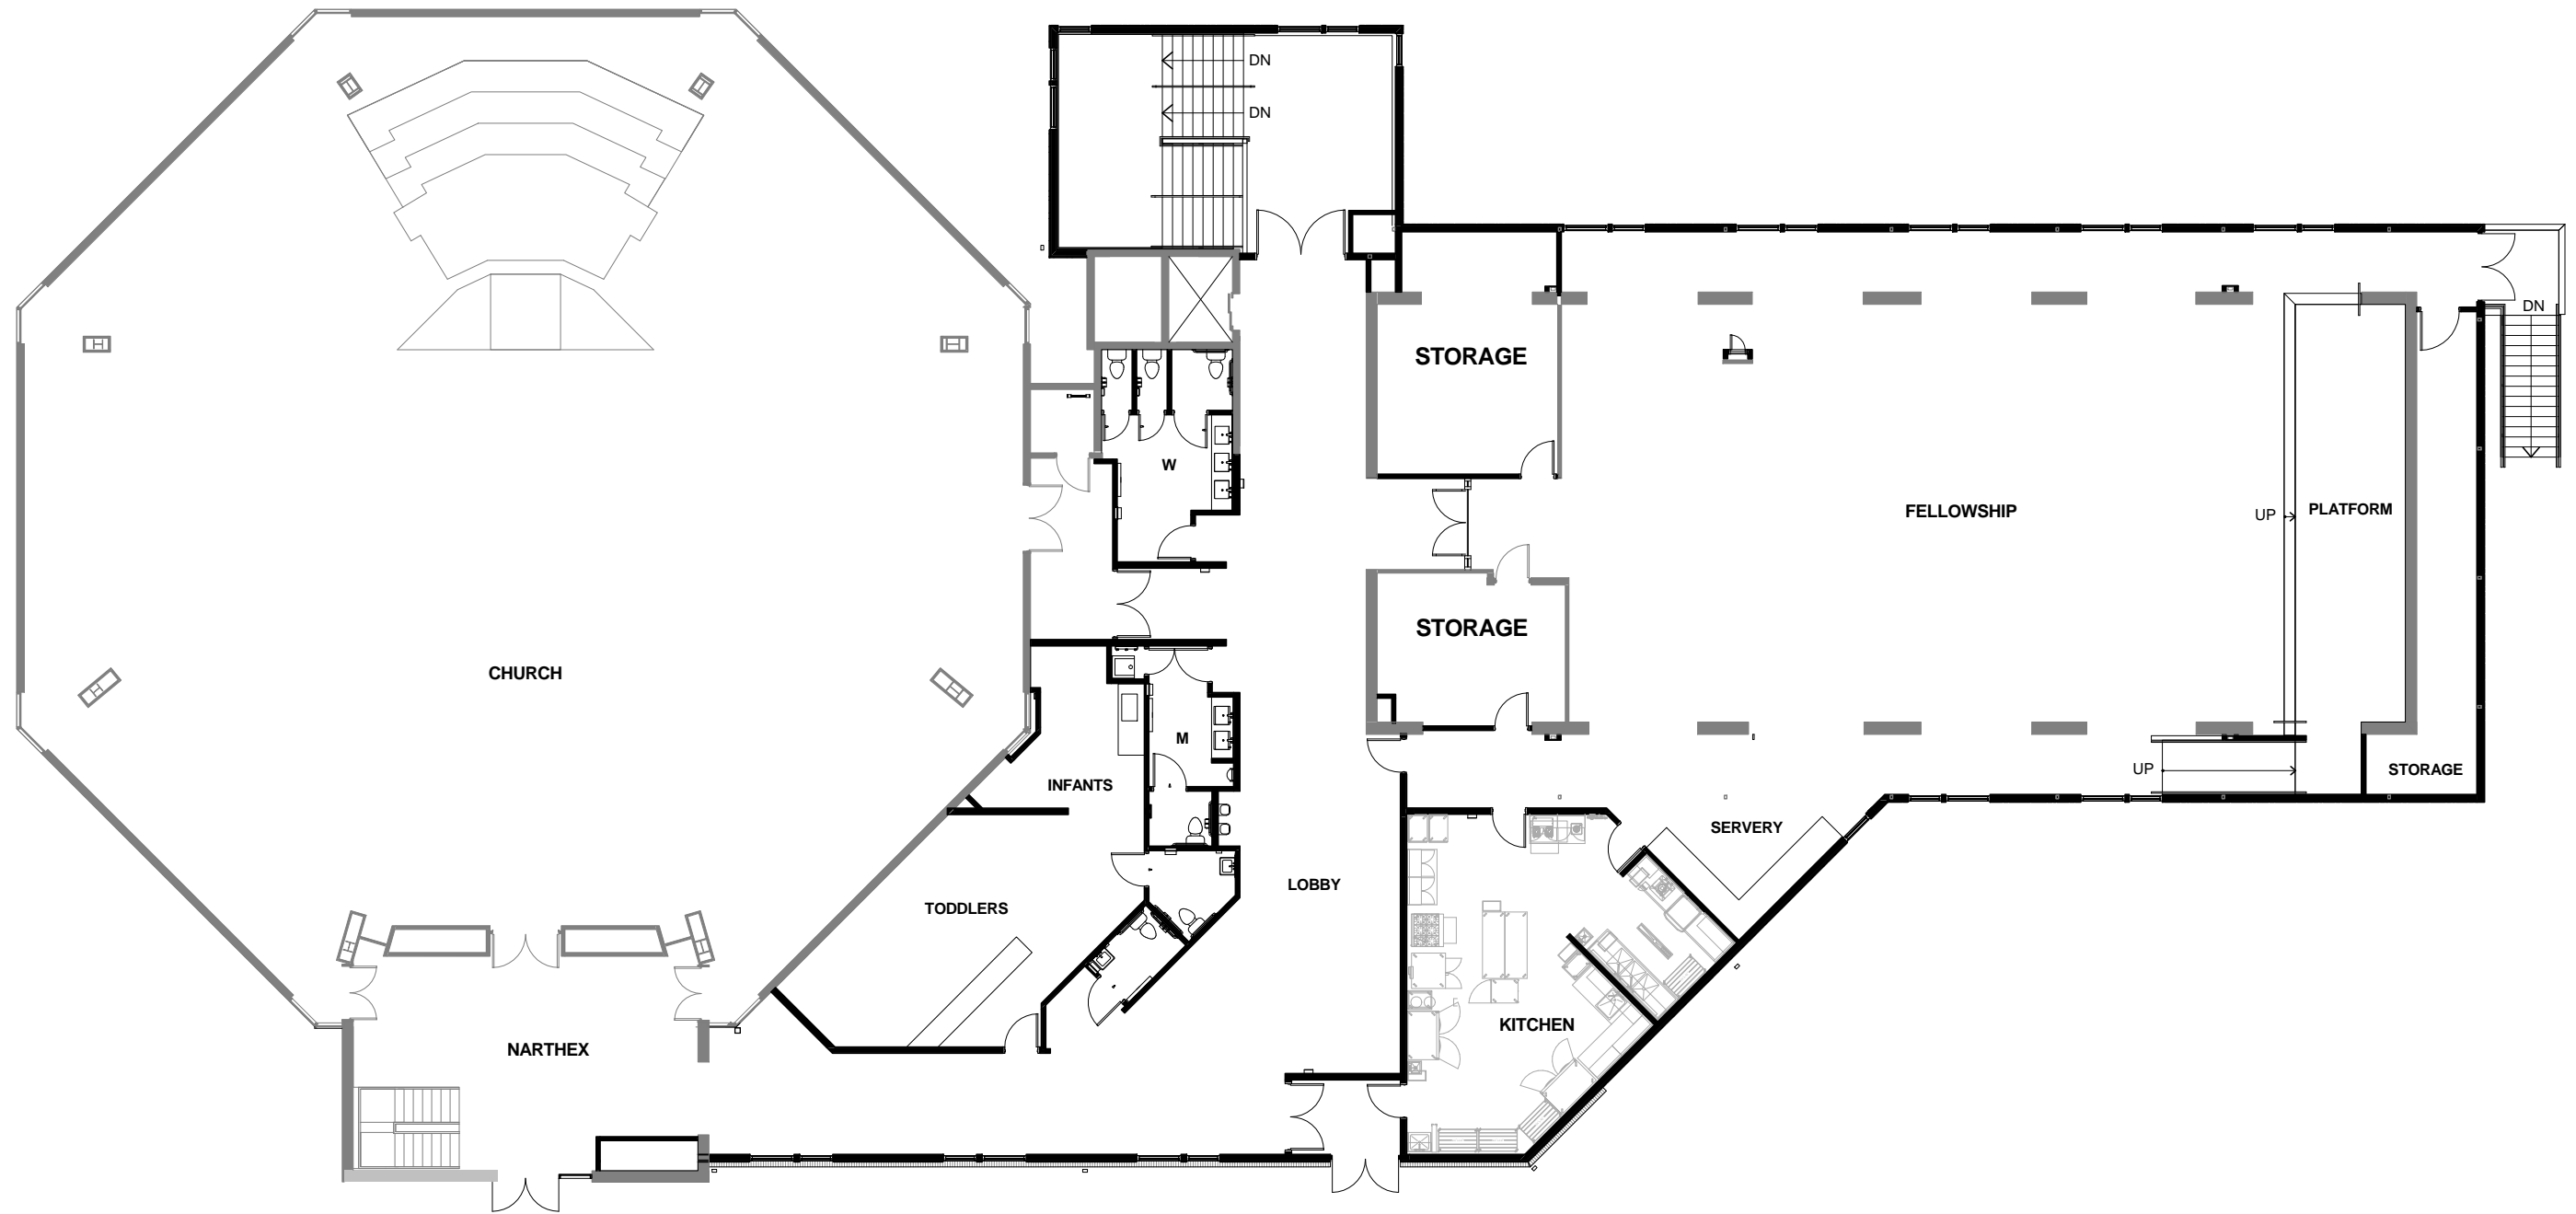 DN
DN
DN
STORAGE
W
FELLOWSHIP
UP
PLATFORM
STORAGE
CHURCH
M
INFANTS
UP
STORAGE
SERVERY
LOBBY
TODDLERS
KITCHEN
NARTHEX